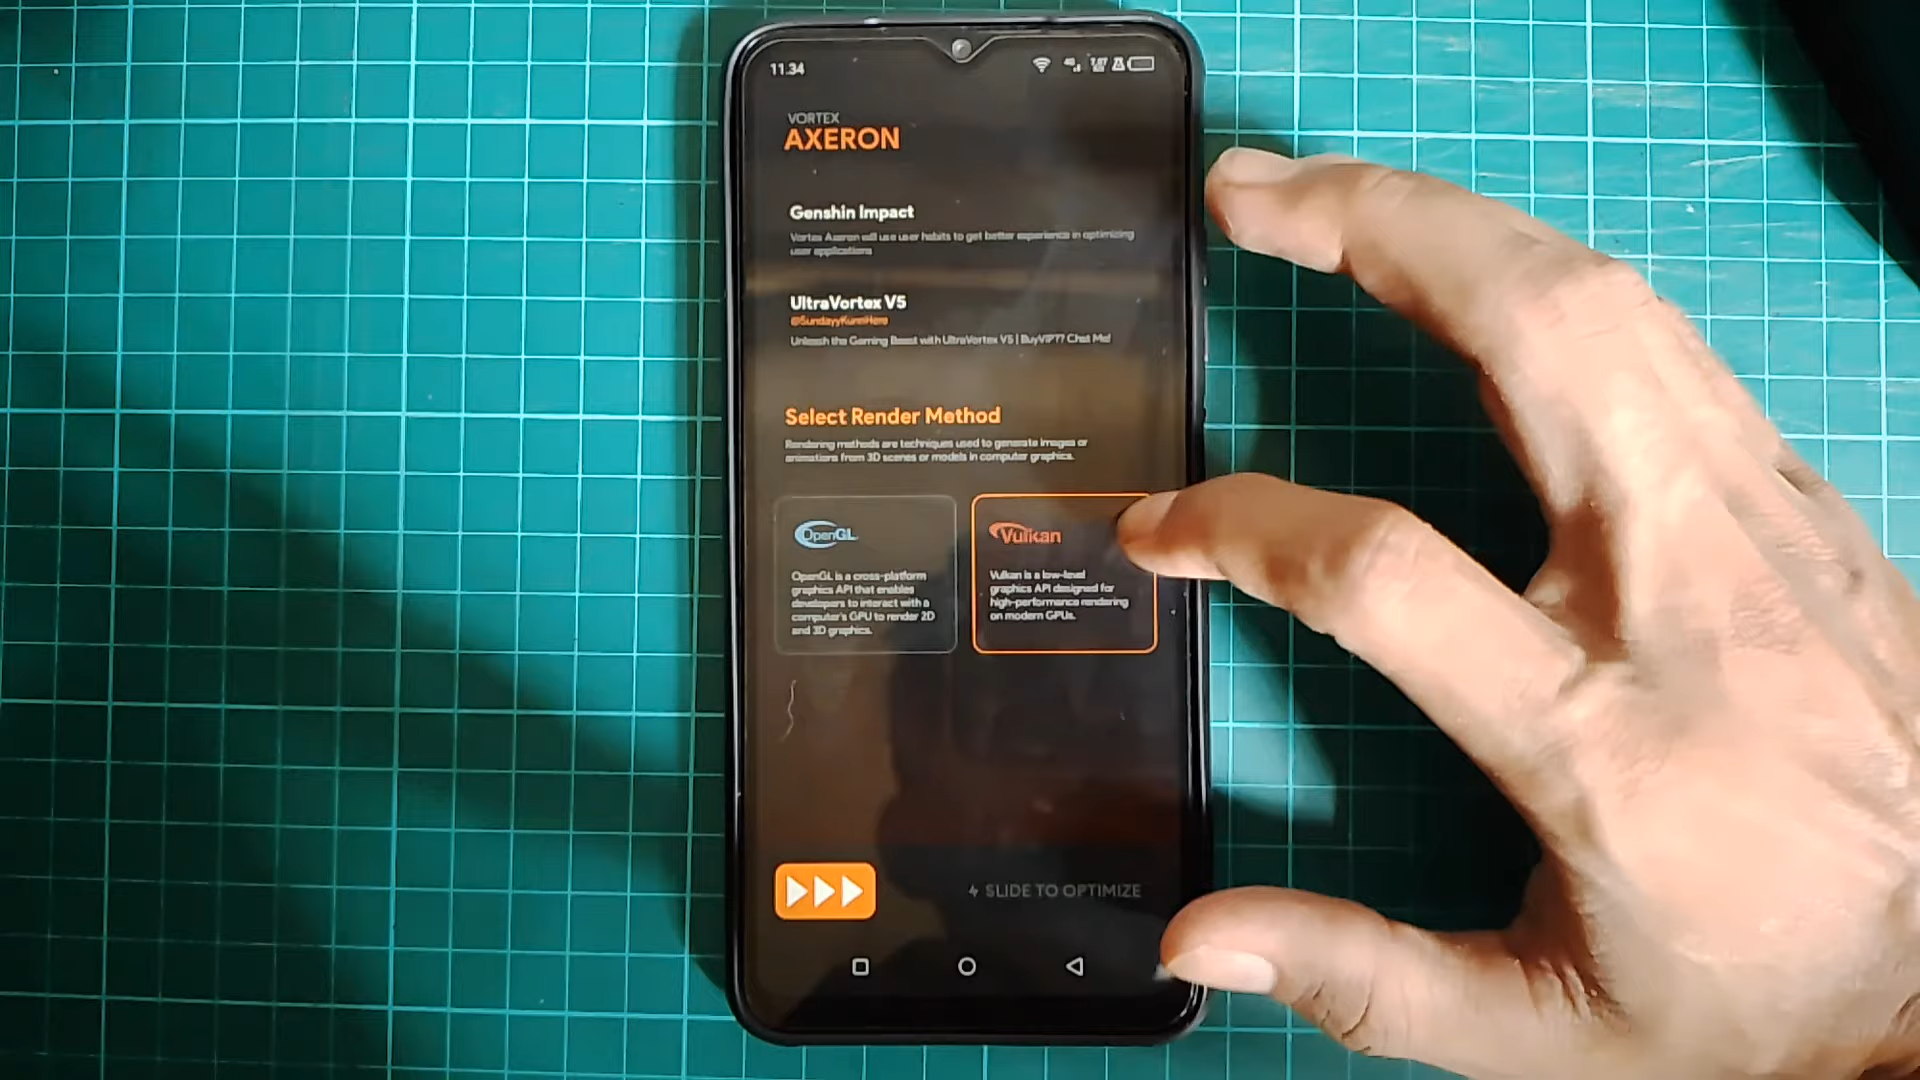 11.34
VORTEX
AXERON
Genshin Impact
Vortex Axeron will use user habits to get better experience in optimizing
user applications
UltraVortex V5
@SundayyKunnHere
Unleash the Gaming Beast with UltraVortex V5 | BuyVIP?? Chat Me!
Select Render Method
Rendering methods are techniques used to generate images or
animations from 3D scenes or models in computer graphics.
OpenGL
OpenGL is a cross-platform
graphics API that enables
developers to interact with a
computer's GPU to render 2D
and 3D graphics.
Vulkan
Vulkan is a low-level
graphics API designed for
high-performance rendering
on modern GPUs.
SLIDE TO OPTIMIZE